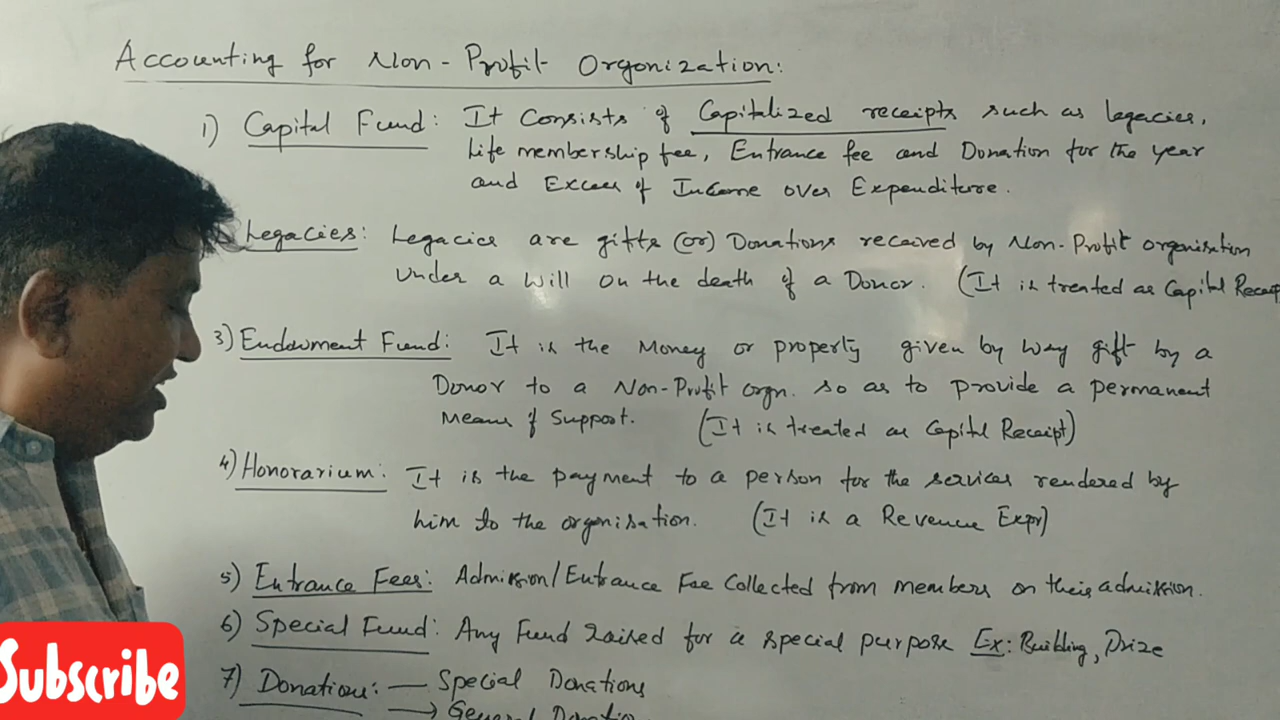 Accounting for Non-Profit Orgonization:
1) Capital Fund: It Consists of Capitalized receipts such as legacies,
Life membership fee, Entrance fee and Donation for the year
and Excess of Income over Expenditure.
Legacies: Legacies are gifts (or) Donations received by Non-Profit organisation
Under a Will on the death of a Donor. (It is treated as Capital Receipt
3) Endowment Fund: It is the Money or property given by way gift by a
Donor to a Non-Profit orgn. so as to provide a permanant
Means of Support. (It is treated as Capital Receipt)
4) Honorarium: It is the payment to a person for the services rendered by
him to the organisation. (It is a Revenue Expr)
5) Entrance Fees: Admission/Entrance Fee Collected from members on their admission.
6) Special Fund: Any Fund raised for a special purpose Ex: Building, Prize
7) Donations: — Special Donations
→ General Donatio
Subscribe